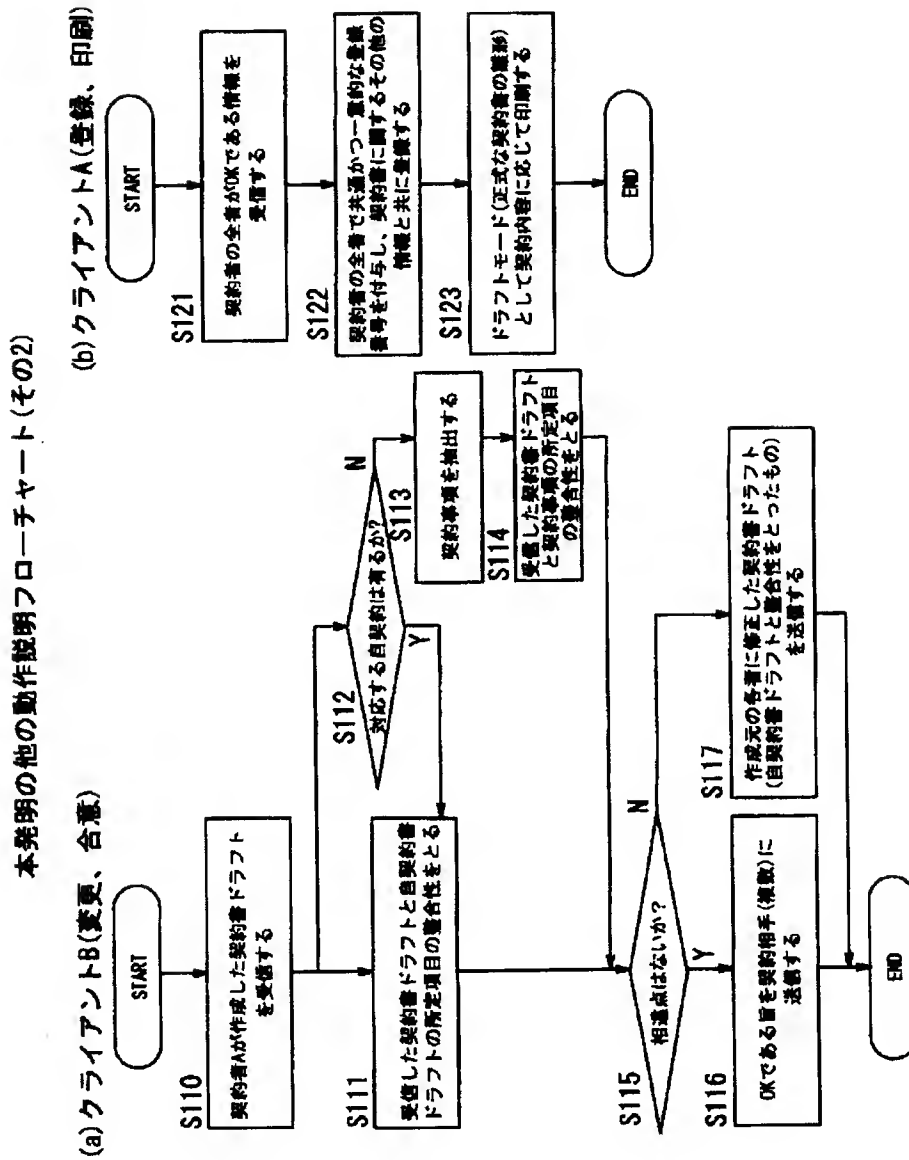 本発明の他の動作説明フローチャート(その2)
(a)クライアントB(変更、合意)
START
S110
契約者Aが作成した契約書ドラフト
を受信する
S111
受信した契約書ドラフトと自契約書
ドラフトの所定項目の整合性をとる
S112
対応する自契約は有るか?
N
Y
S113
契約事項を抽出する
S114
受信した契約書ドラフト
と契約事項の所定項目
の整合性をとる
S115
相違点はないか?
N
Y
S116
OKである旨を契約相手(複数)に
送信する
S117
作成元の各者に修正した契約書ドラフト
(自契約書ドラフトと整合性をとったもの)
を送信する
END
(b)クライアントA(登録、印刷)
START
S121
契約者の全者がOKである情報を
受信する
S122
契約者の全者で共通かつ一意的な登録
番号を付与し、契約書に関するその他の
情報と共に登録する
S123
ドラフトモード(正式な契約書の雛形)
として契約内容に応じて印刷する
END